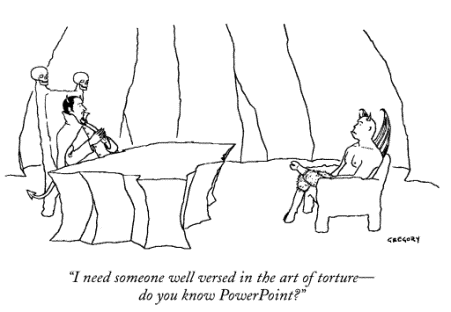 GREGORY
“I need someone well versed in the art of torture—
do you know PowerPoint?”